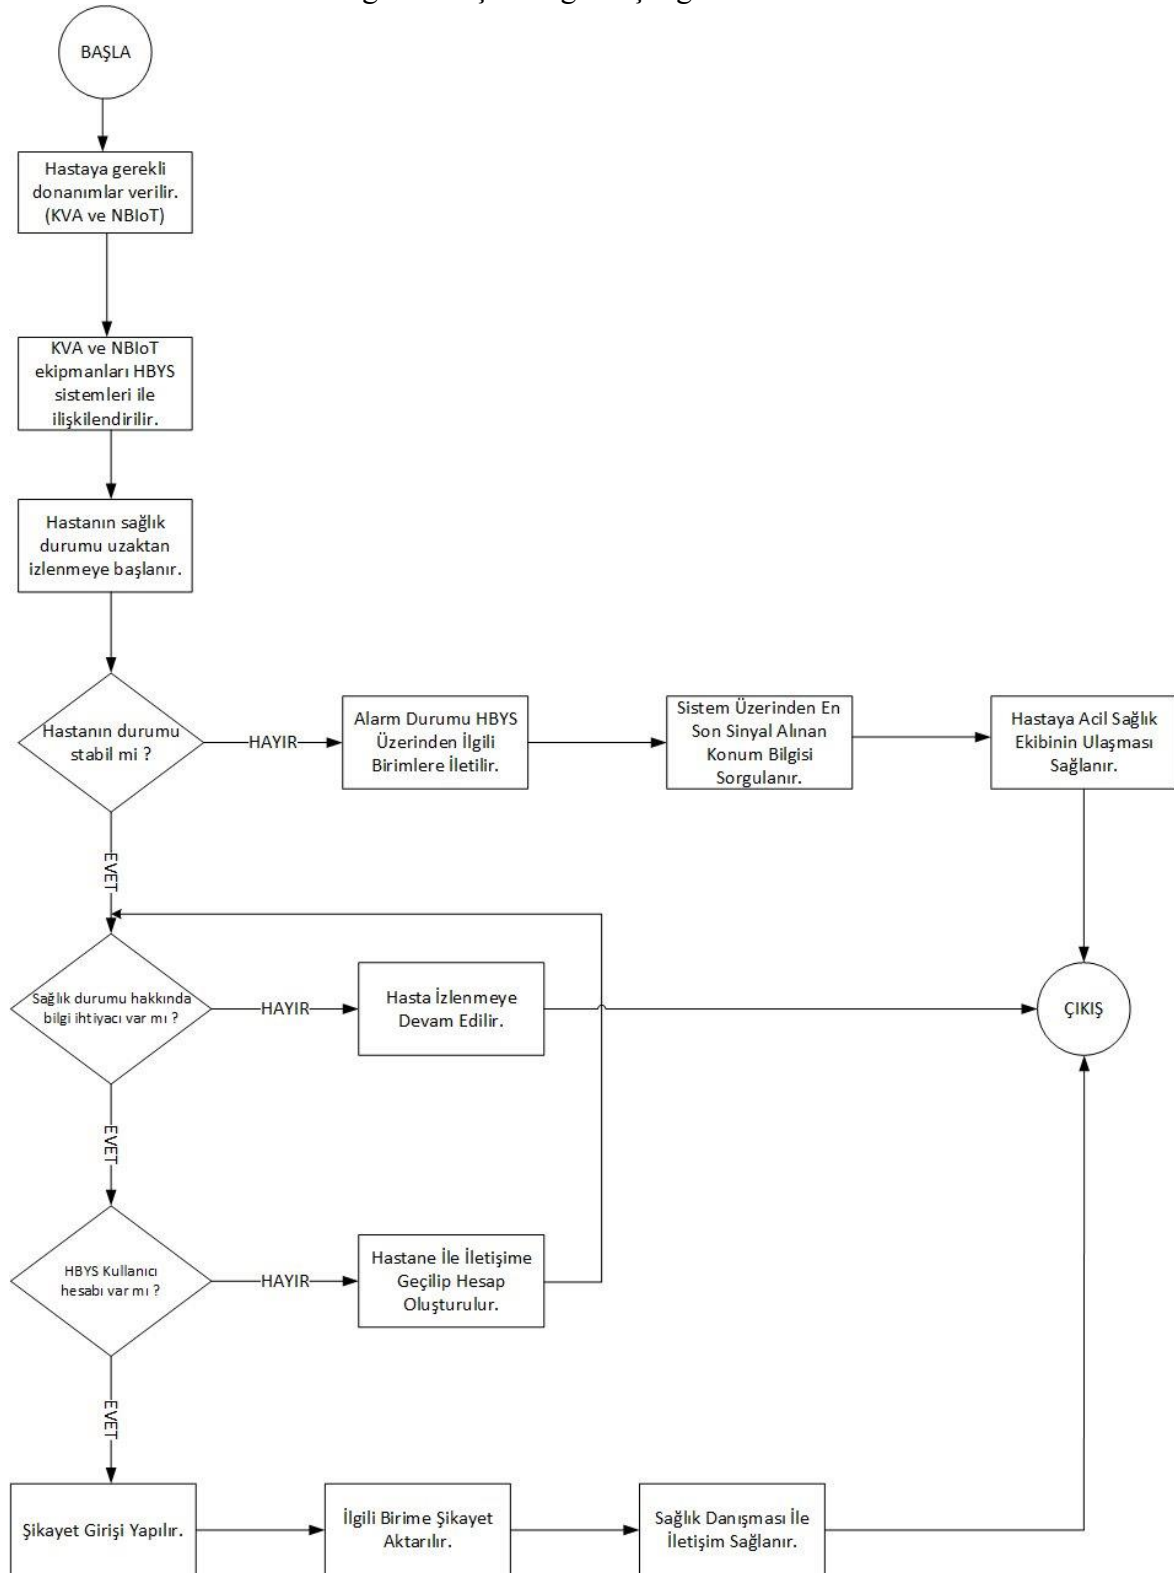 BAŞLA
Hastaya gerekli
donanımlar verilir.
(KVA ve NBIoT)
KVA ve NBIoT
ekipmanları HBYS
sistemleri ile
ilişkilendirilir.
Hastanın sağlık
durumu uzaktan
izlenmeye başlanır.
Hastanın durumu
stabil mi ?
HAYIR
Alarm Durumu HBYS
Üzerinden İlgili
Birimlere İletilir.
Sistem Üzerinden En
Son Sinyal Alınan
Konum Bilgisi
Sorgulanır.
Hastaya Acil Sağlık
Ekibinin Ulaşması
Sağlanır.
EVET
Sağlık durumu hakkında
bilgi ihtiyacı var mı ?
HAYIR
Hasta İzlenmeye
Devam Edilir.
ÇIKIŞ
EVET
HBYS Kullanıcı
hesabı var mı ?
HAYIR
Hastane İle İletişime
Geçilip Hesap
Oluşturulur.
EVET
Şikayet Girişi Yapılır.
İlgili Birime Şikayet
Aktarılır.
Sağlık Danışması İle
İletişim Sağlanır.